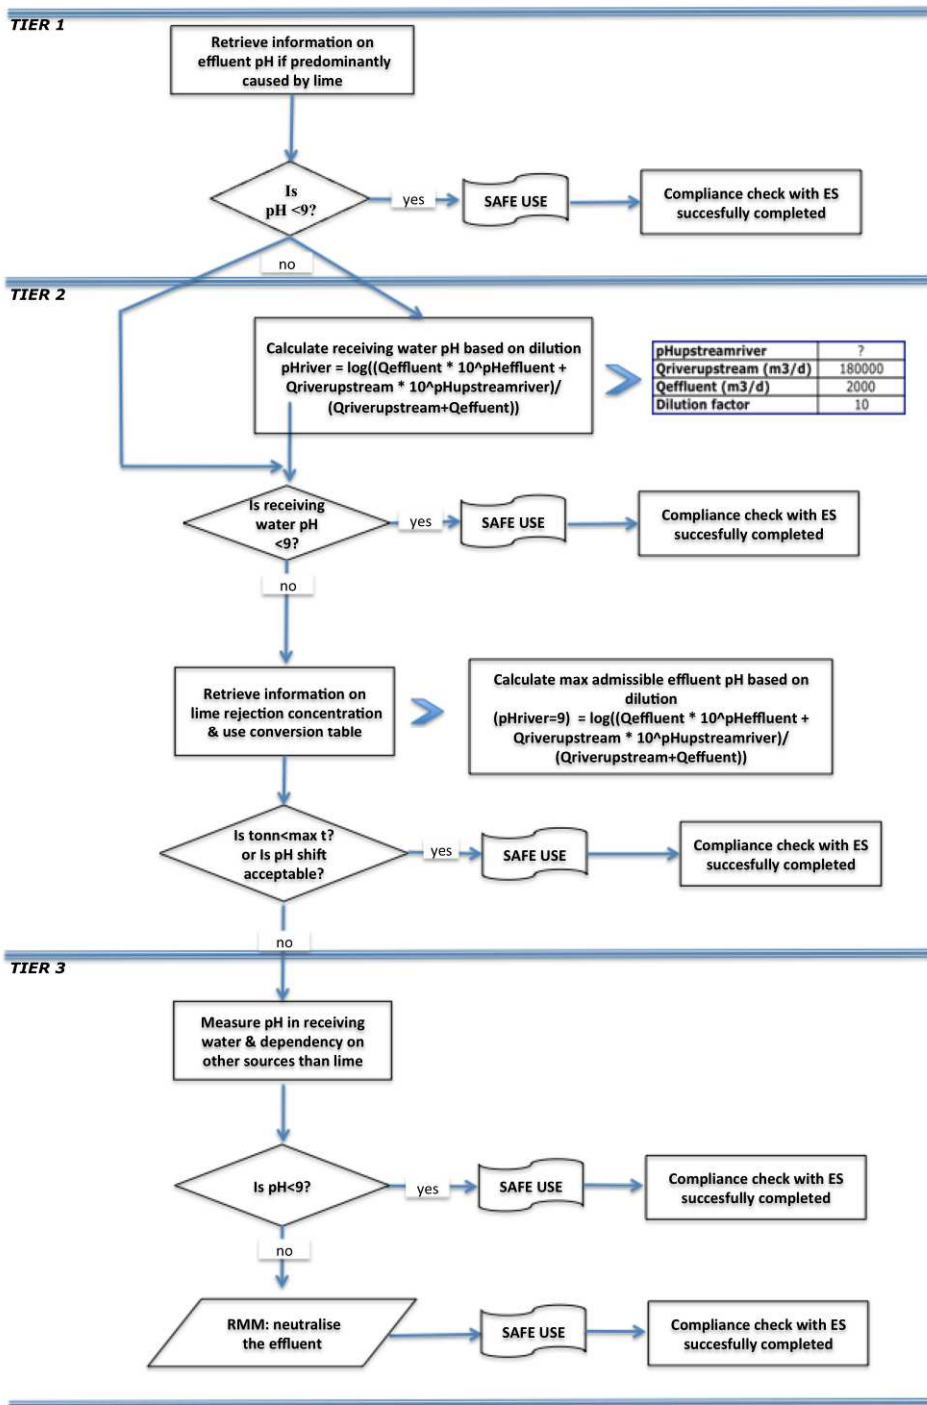 TIER 1
Retrieve information on
effluent pH if predominantly
caused by lime
Is
pH <9?
yes
SAFE USE
Compliance check with ES
succesfully completed
no
TIER 2
Calculate receiving water pH based on dilution
pHriver = log((Qeffluent * 10^pHeffluent +
Qriverupstream * 10^pHupstreamriver)/
(Qriverupstream+Qeffuent))
pHupstreamriver ?
Qriverupstream (m3/d) 180000
Qeffluent (m3/d) 2000
Dilution factor 10
Is receiving
water pH
<9?
yes
SAFE USE
Compliance check with ES
succesfully completed
no
Retrieve information on
lime rejection concentration
& use conversion table
Calculate max admissible effluent pH based on
dilution
(pHriver=9) = log((Qeffluent * 10^pHeffluent +
Qriverupstream * 10^pHupstreamriver)/
(Qriverupstream+Qeffuent))
Is tonn<max t?
or Is pH shift
acceptable?
yes
SAFE USE
Compliance check with ES
succesfully completed
no
TIER 3
Measure pH in receiving
water & dependency on
other sources than lime
Is pH<9?
yes
SAFE USE
Compliance check with ES
succesfully completed
no
RMM: neutralise
the effluent
SAFE USE
Compliance check with ES
succesfully completed